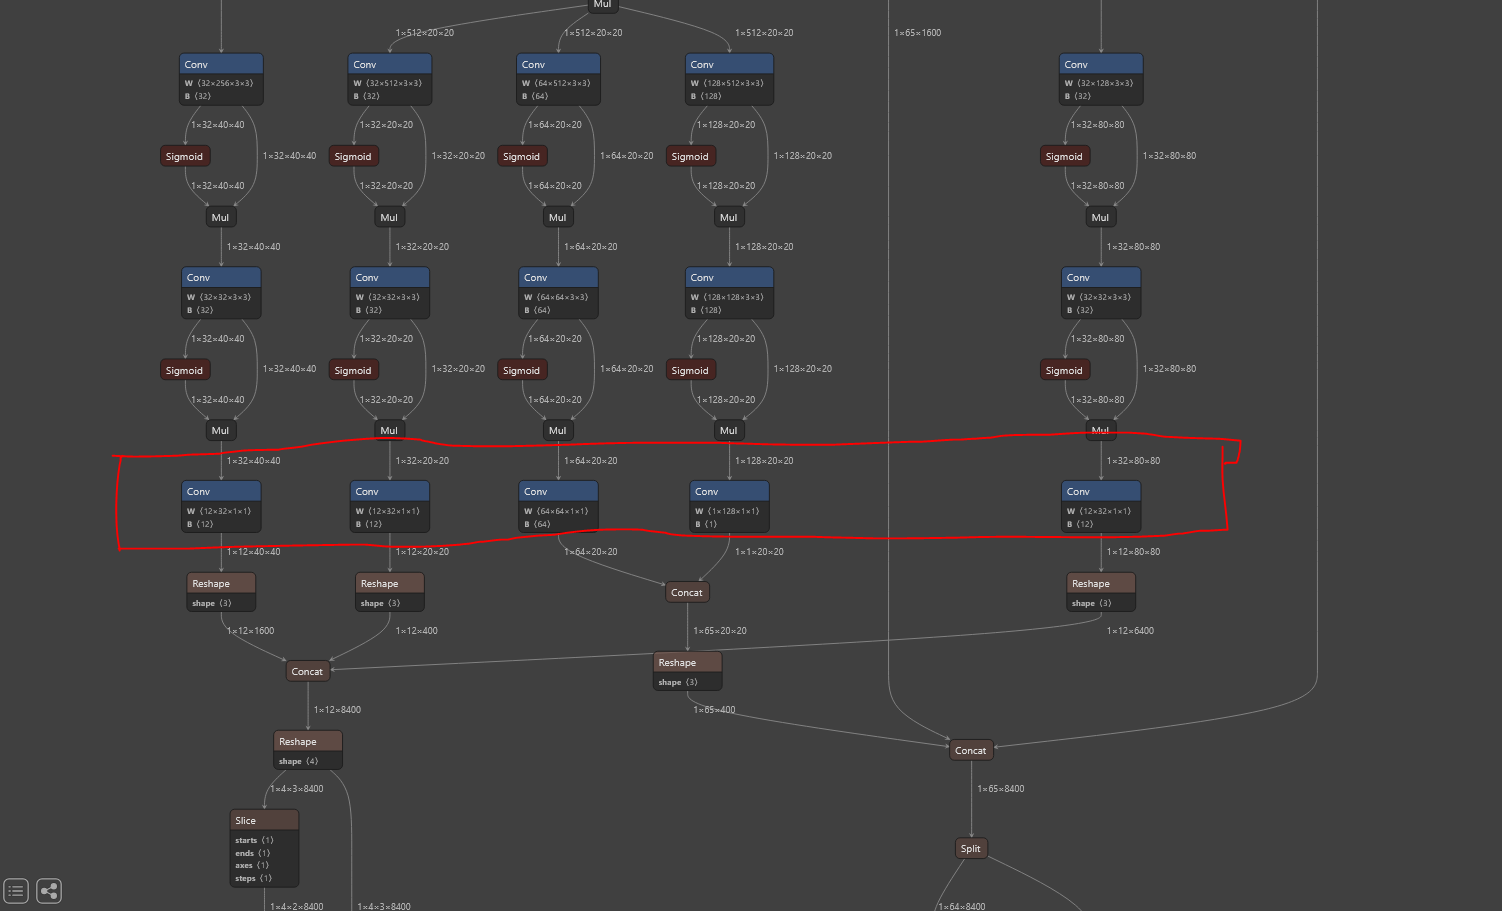 Mul
1×512×20×20 1×512×20×20 1×512×20×20 1×65×1600
Conv Conv Conv Conv Conv
W ⟨32×256×3×3⟩ W ⟨32×512×3×3⟩ W ⟨64×512×3×3⟩ W ⟨128×512×3×3⟩ W ⟨32×128×3×3⟩
B ⟨32⟩ B ⟨32⟩ B ⟨64⟩ B ⟨128⟩ B ⟨32⟩
1×32×40×40 1×32×20×20 1×64×20×20 1×128×20×20 1×32×80×80
Sigmoid 1×32×40×40 Sigmoid 1×32×20×20 Sigmoid 1×64×20×20 Sigmoid 1×128×20×20 Sigmoid 1×32×80×80
1×32×40×40 1×32×20×20 1×64×20×20 1×128×20×20 1×32×80×80
Mul Mul Mul Mul Mul
1×32×40×40 1×32×20×20 1×64×20×20 1×128×20×20 1×32×80×80
Conv Conv Conv Conv Conv
W ⟨32×32×3×3⟩ W ⟨32×32×3×3⟩ W ⟨64×64×3×3⟩ W ⟨128×128×3×3⟩ W ⟨32×32×3×3⟩
B ⟨32⟩ B ⟨32⟩ B ⟨64⟩ B ⟨128⟩ B ⟨32⟩
1×32×40×40 1×32×20×20 1×64×20×20 1×128×20×20 1×32×80×80
Sigmoid 1×32×40×40 Sigmoid 1×32×20×20 Sigmoid 1×64×20×20 Sigmoid 1×128×20×20 Sigmoid 1×32×80×80
1×32×40×40 1×32×20×20 1×64×20×20 1×128×20×20 1×32×80×80
Mul Mul Mul Mul Mul
1×32×40×40 1×32×20×20 1×64×20×20 1×128×20×20 1×32×80×80
Conv Conv Conv Conv Conv
W ⟨12×32×1×1⟩ W ⟨12×32×1×1⟩ W ⟨64×64×1×1⟩ W ⟨1×128×1×1⟩ W ⟨12×32×1×1⟩
B ⟨12⟩ B ⟨12⟩ B ⟨64⟩ B ⟨1⟩ B ⟨12⟩
1×12×40×40 1×12×20×20 1×64×20×20 1×1×20×20 1×12×80×80
Reshape Reshape Reshape
Concat
shape ⟨3⟩ shape ⟨3⟩ shape ⟨3⟩
1×12×1600 1×12×400 1×65×20×20 1×12×6400
Reshape
Concat
shape ⟨3⟩
1×12×8400 1×65×400
Reshape
Concat
shape ⟨4⟩
1×4×3×8400 1×65×8400
Slice
starts ⟨1⟩
Split
ends ⟨1⟩
axes ⟨1⟩
steps ⟨1⟩
1×4×2×8400 1×4×3×8400 1×64×8400